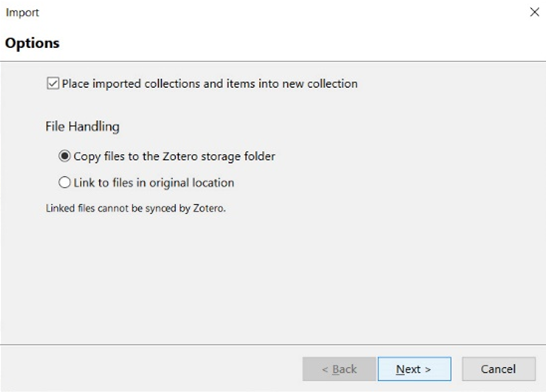 Import
Options
Place imported collections and items into new collection
File Handling
Copy files to the Zotero storage folder
Link to files in original location
Linked files cannot be synced by Zotero.
< Back Next > Cancel